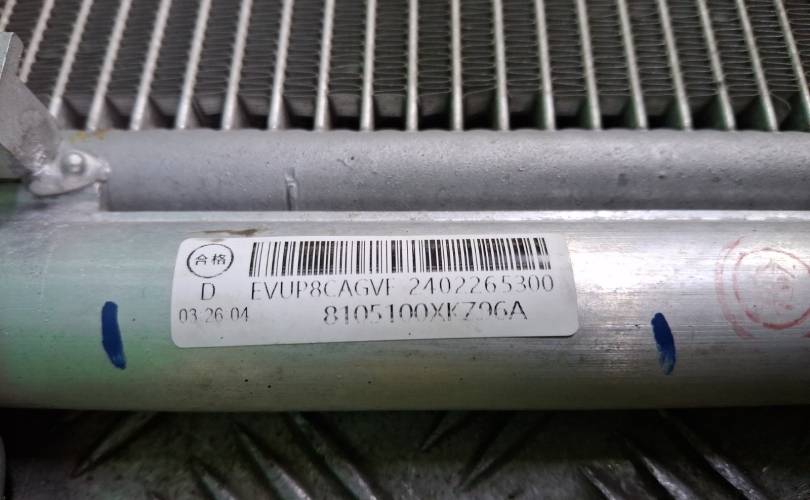 合格
D EVUP8CAGVF 2402265300
03:26:04 8105100XKZ96A